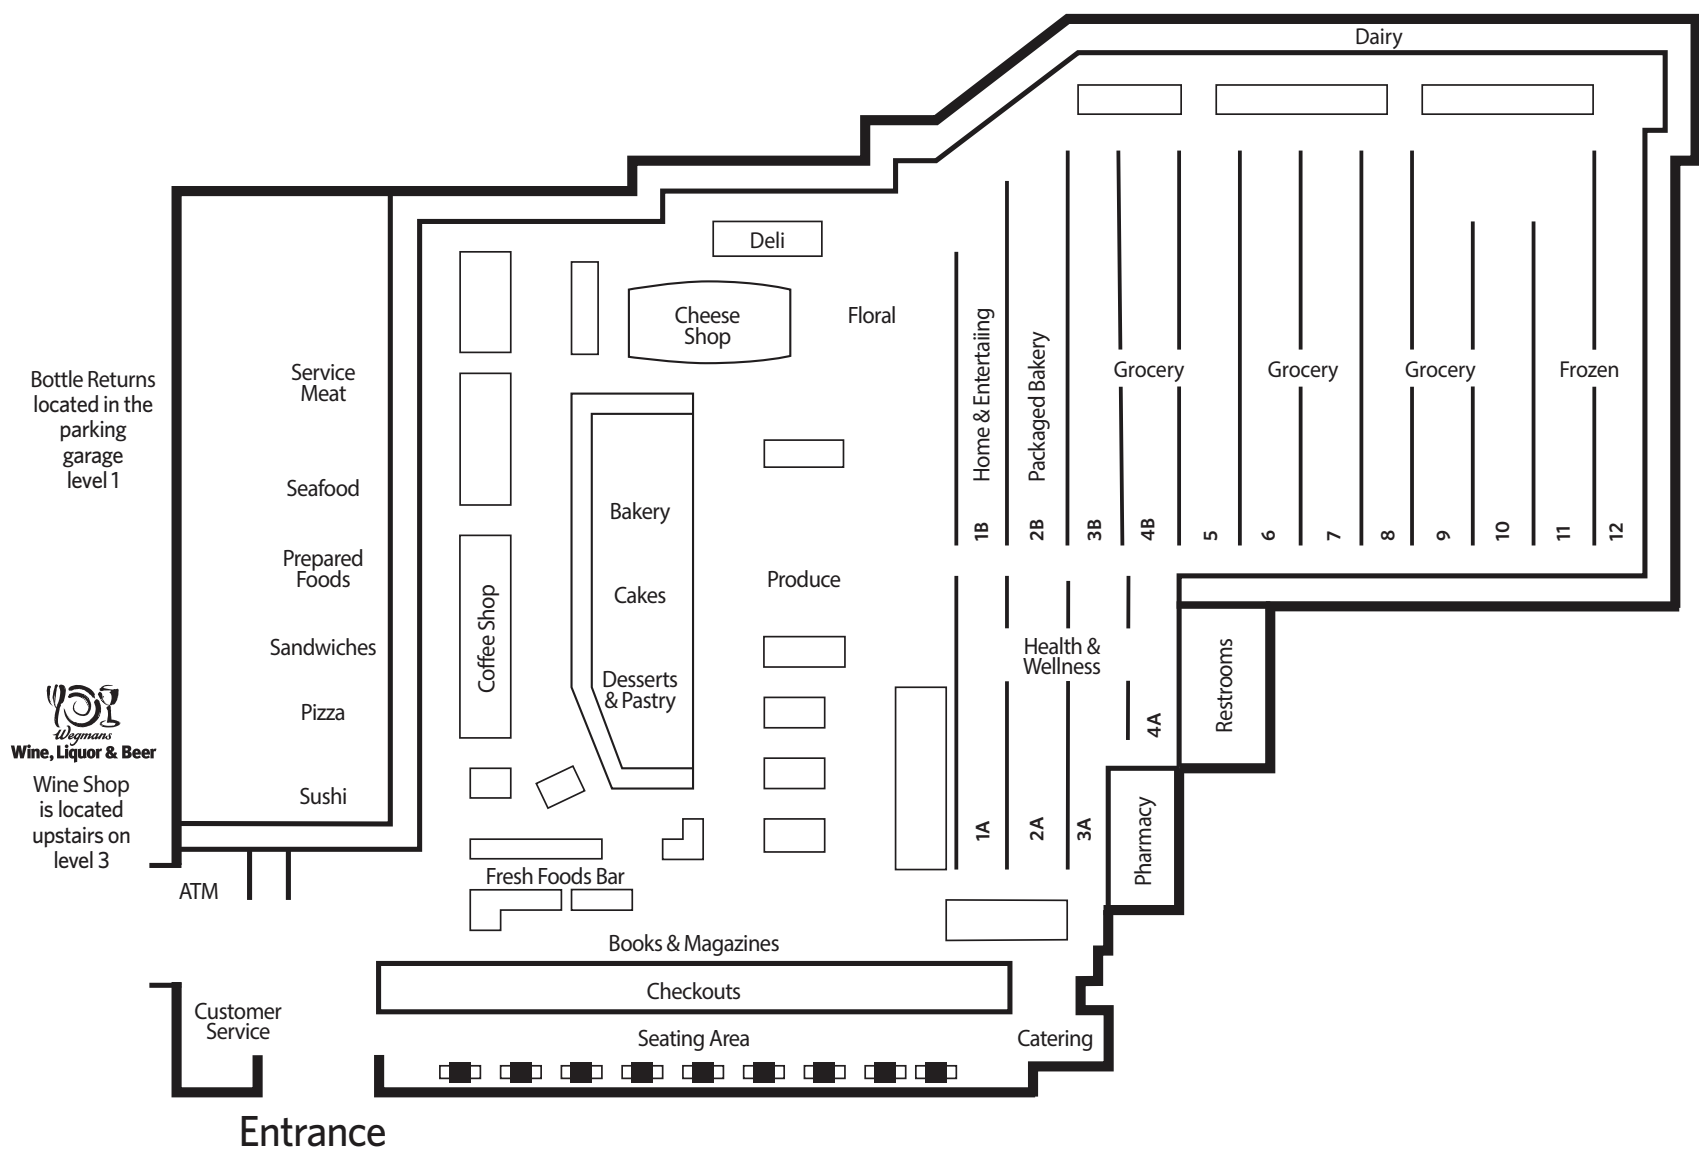 Dairy
Deli
Cheese
Shop
Floral
Home & Entertaiing
Packaged Bakery
Grocery
Grocery
Grocery
Frozen
Bottle Returns
located in the
parking
garage
level 1
Service
Meat
Seafood
Prepared
Foods
Sandwiches
Pizza
Sushi
Coffee Shop
Bakery
Cakes
Desserts
& Pastry
Produce
1B
2B
3B
4B
5
6
7
8
9
10
11
12
Health &
Wellness
Restrooms
Wegmans
Wine, Liquor & Beer
Wine Shop
is located
upstairs on
level 3
1A
2A
3A
4A
Pharmacy
ATM
Fresh Foods Bar
Books & Magazines
Checkouts
Customer
Service
Seating Area
Catering
Entrance